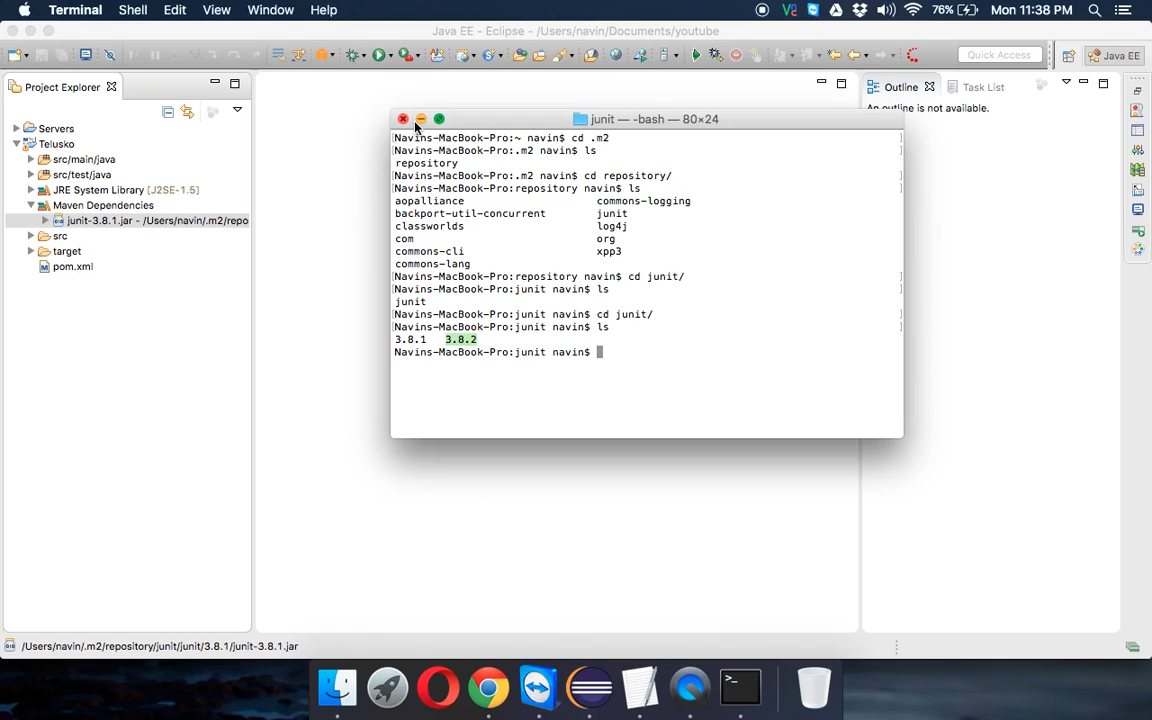 Terminal Shell Edit View Window Help 76% Mon 11:38 PM
Java EE - Eclipse - /Users/navin/Documents/youtube
Quick Access Java EE
Project Explorer
Outline Task List
An outline is not available.
Servers
Telusko
src/main/java
src/test/java
JRE System Library [J2SE-1.5]
Maven Dependencies
junit-3.8.1.jar - /Users/navin/.m2/repo
src
target
pom.xml
junit — -bash — 80×24
Navins-MacBook-Pro:~ navin$ cd .m2
Navins-MacBook-Pro:.m2 navin$ ls
repository
Navins-MacBook-Pro:.m2 navin$ cd repository/
Navins-MacBook-Pro:repository navin$ ls
aopalliance commons-logging
backport-util-concurrent junit
classworlds log4j
com org
commons-cli xpp3
commons-lang
Navins-MacBook-Pro:repository navin$ cd junit/
Navins-MacBook-Pro:junit navin$ ls
junit
Navins-MacBook-Pro:junit navin$ cd junit/
Navins-MacBook-Pro:junit navin$ ls
3.8.1 3.8.2
Navins-MacBook-Pro:junit navin$
/Users/navin/.m2/repository/junit/junit/3.8.1/junit-3.8.1.jar